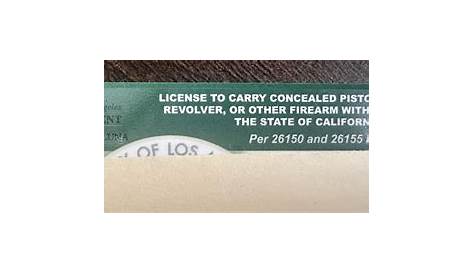 LICENSE TO CARRY CONCEALED PISTO
REVOLVER, OR OTHER FIREARM WITH
THE STATE OF CALIFORN
ENT
Per 26150 and 26155
OF LOS